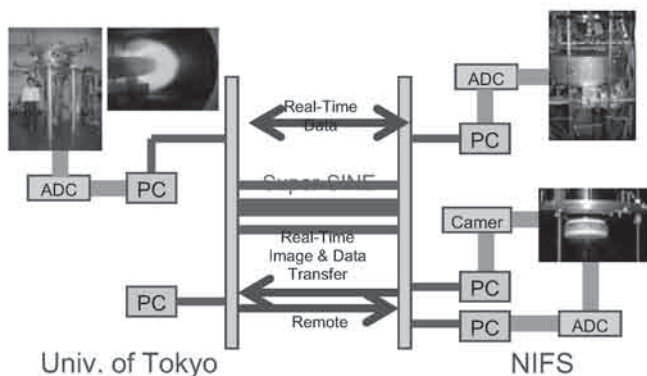 ADC
PC
PC
Univ. of Tokyo
Real-Time
Data
Super-SINE
Real-Time
Image & Data
Transfer
Remote
ADC
PC
Camer
PC
PC
ADC
NIFS